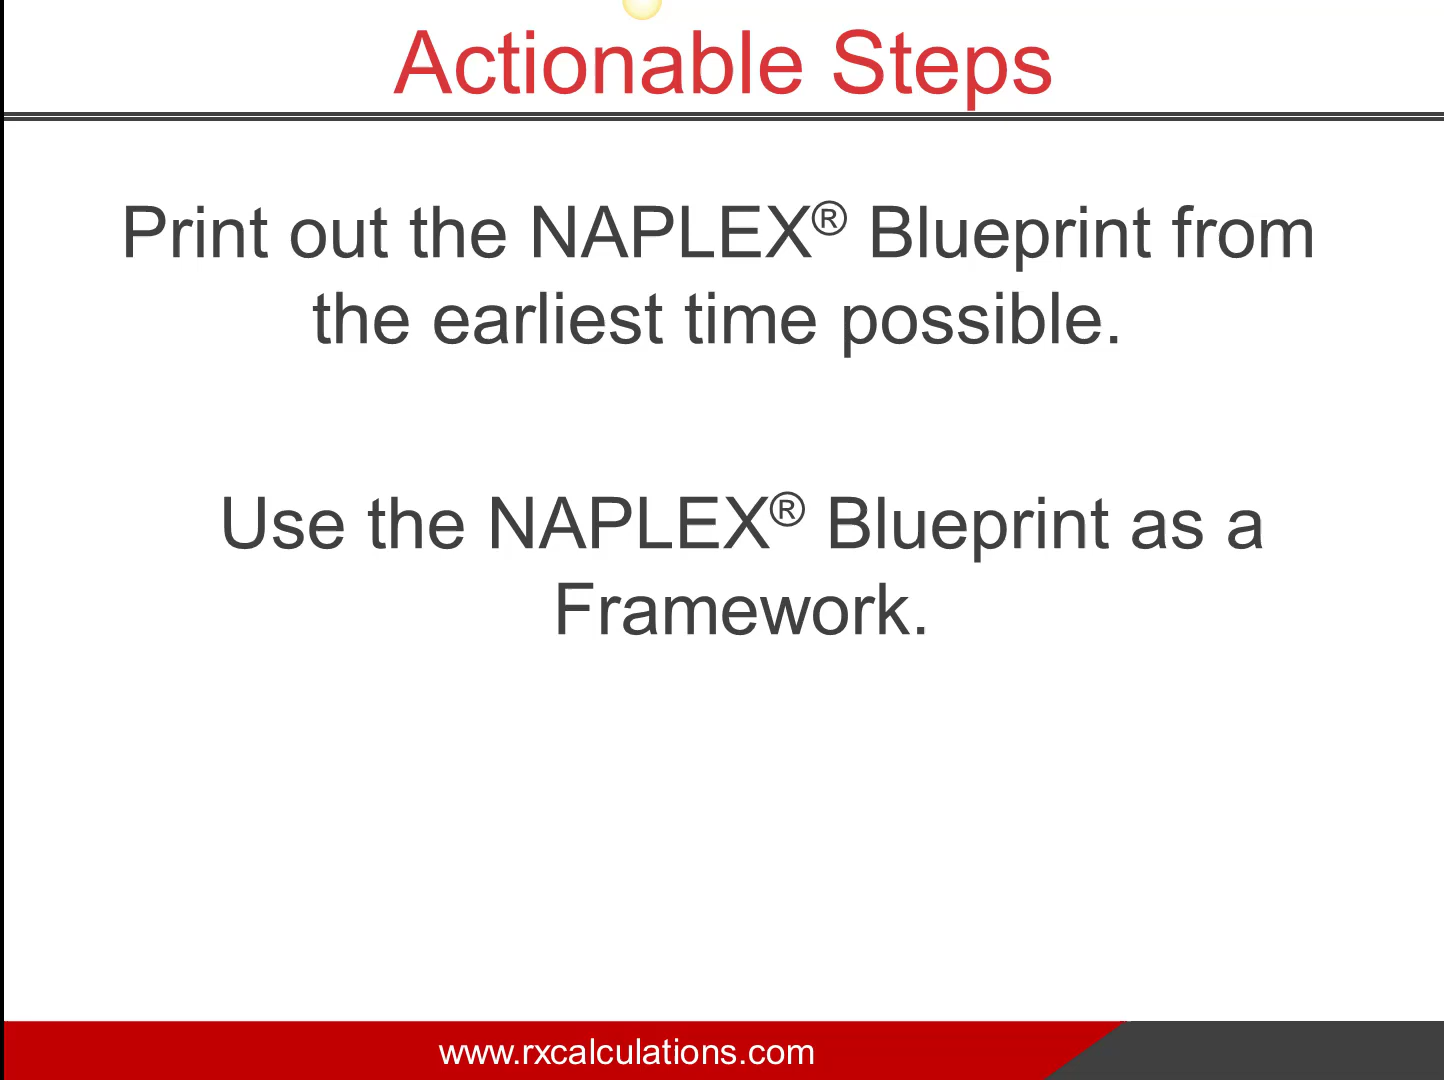 Actionable Steps
Print out the NAPLEX® Blueprint from
the earliest time possible.
Use the NAPLEX® Blueprint as a
Framework.
www.rxcalculations.com